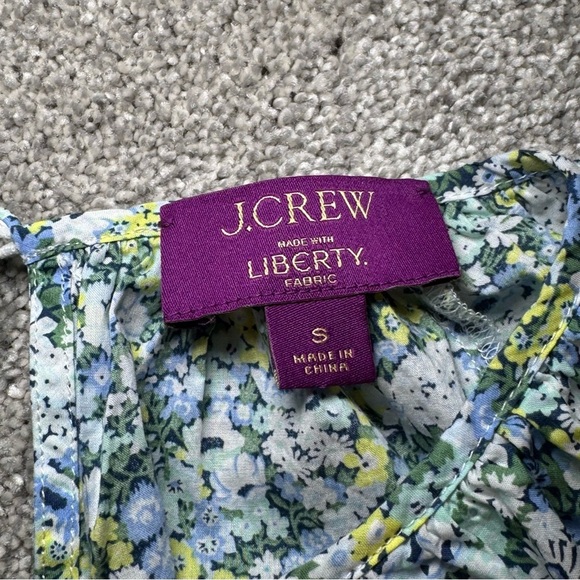 J.CREW
MADE WITH
LIBERTY.
FABRIC
S
MADE IN
CHINA